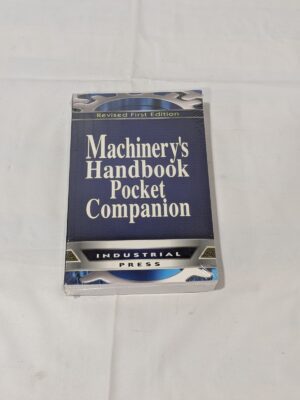 Revised First Edition
Machinery's
Handbook
Pocket
Companion
INDUSTRIAL
PRESS